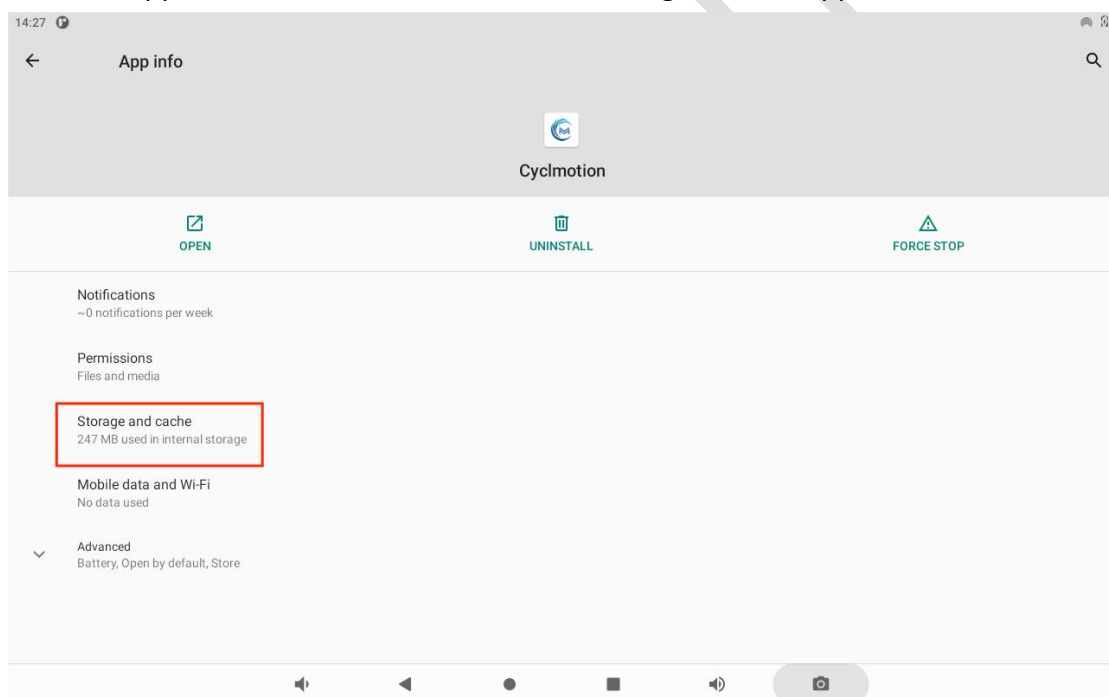 14:27
App info
Cyclmotion
OPEN
UNINSTALL
FORCE STOP
Notifications
~0 notifications per week
Permissions
Files and media
Storage and cache
247 MB used in internal storage
Mobile data and Wi-Fi
No data used
Advanced
Battery, Open by default, Store